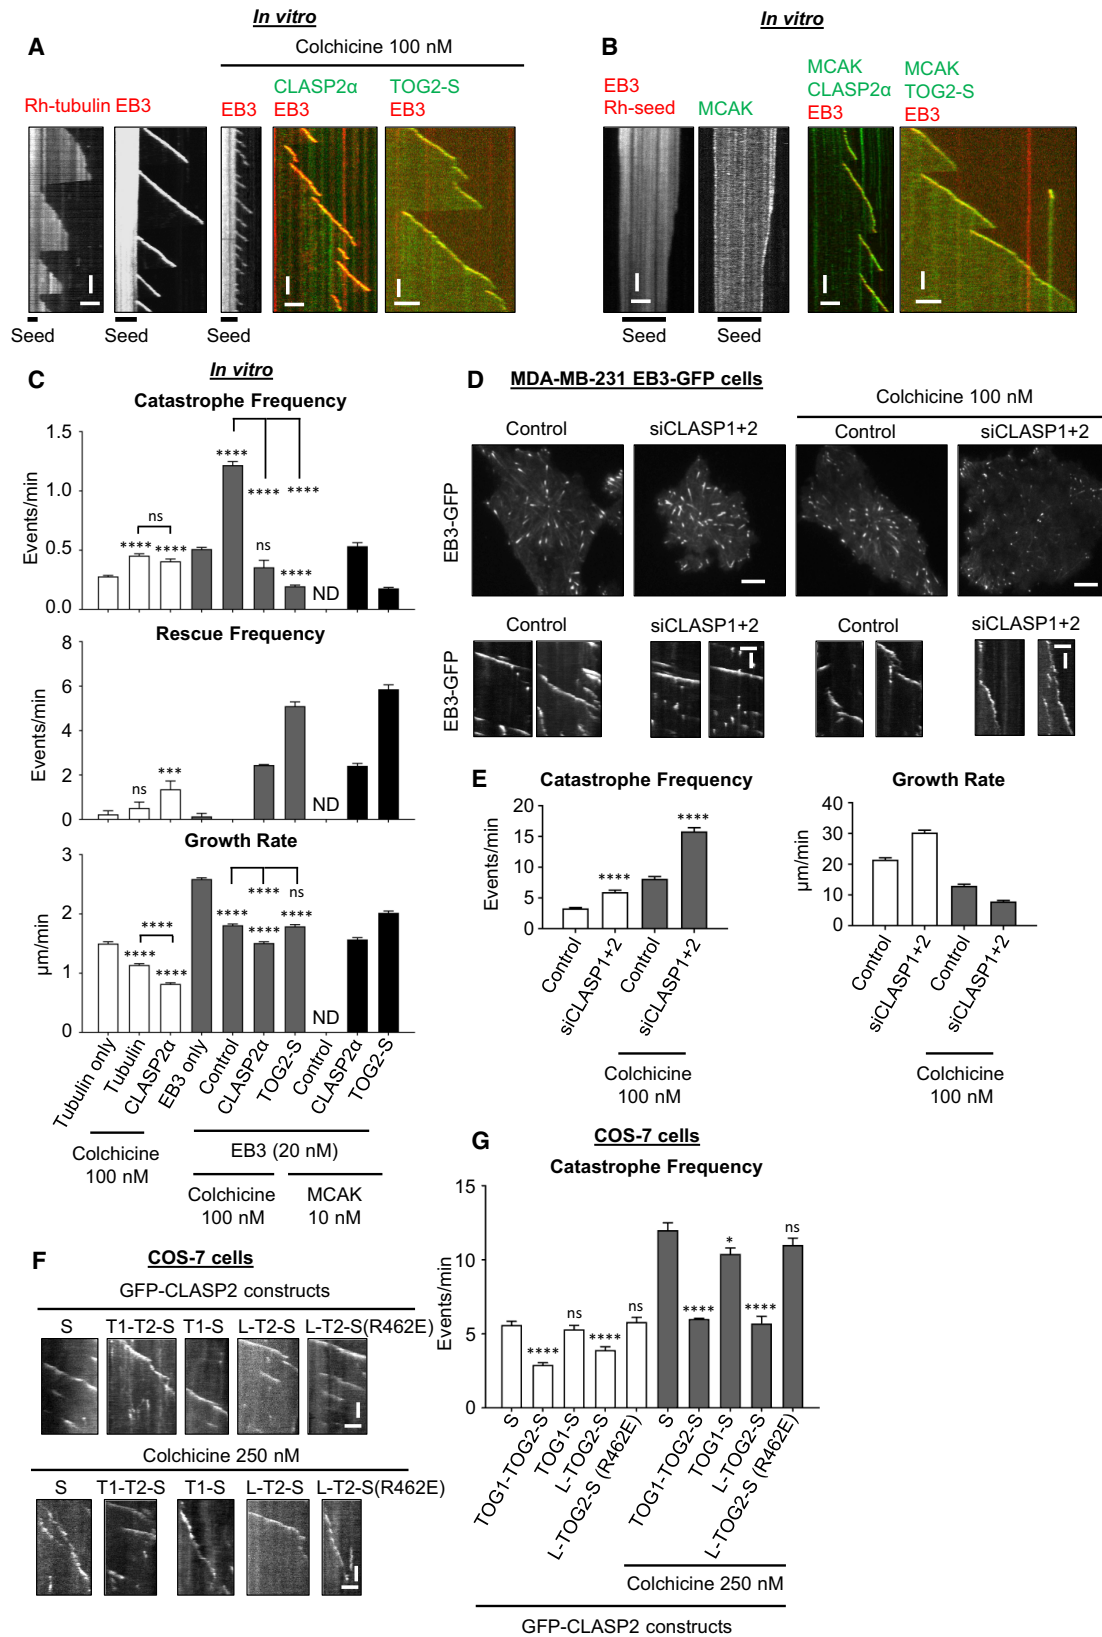 In vitro
A
Colchicine 100 nM
CLASP2α
TOG2-S
Rh-tubulin EB3
EB3
EB3
EB3
Seed
Seed
Seed
In vitro
B
MCAK
MCAK
EB3
CLASP2α
TOG2-S
Rh-seed
MCAK
EB3
EB3
Seed
Seed
C
In vitro
Catastrophe Frequency
Events/min
1.5
1.0
0.5
0.0
ns
****
****
****
****
****
ns
****
ND
Rescue Frequency
Events/min
8
6
4
2
0
ns
***
ND
Growth Rate
µm/min
3
2
1
0
****
****
****
****
ns
****
****
****
ND
Tubulin only
Tubulin
CLASP2α
EB3 only
Control
CLASP2α
TOG2-S
Control
CLASP2α
TOG2-S
Colchicine
100 nM
EB3 (20 nM)
Colchicine
100 nM
MCAK
10 nM
D
MDA-MB-231 EB3-GFP cells
Colchicine 100 nM
Control
siCLASP1+2
Control
siCLASP1+2
EB3-GFP
Control
siCLASP1+2
Control
siCLASP1+2
EB3-GFP
E
Catastrophe Frequency
Events/min
20
15
10
5
0
****
****
Control
siCLASP1+2
Control
siCLASP1+2
Colchicine
100 nM
Growth Rate
µm/min
40
30
20
10
0
Control
siCLASP1+2
Control
siCLASP1+2
Colchicine
100 nM
F
COS-7 cells
GFP-CLASP2 constructs
S
T1-T2-S
T1-S
L-T2-S
L-T2-S(R462E)
Colchicine 250 nM
S
T1-T2-S
T1-S
L-T2-S
L-T2-S(R462E)
G
COS-7 cells
Catastrophe Frequency
Events/min
15
10
5
0
****
ns
****
ns
****
*
****
ns
S
TOG1-TOG2-S
TOG1-S
L-TOG2-S
L-TOG2-S (R462E)
S
TOG1-TOG2-S
TOG1-S
L-TOG2-S
L-TOG2-S (R462E)
Colchicine 250 nM
GFP-CLASP2 constructs